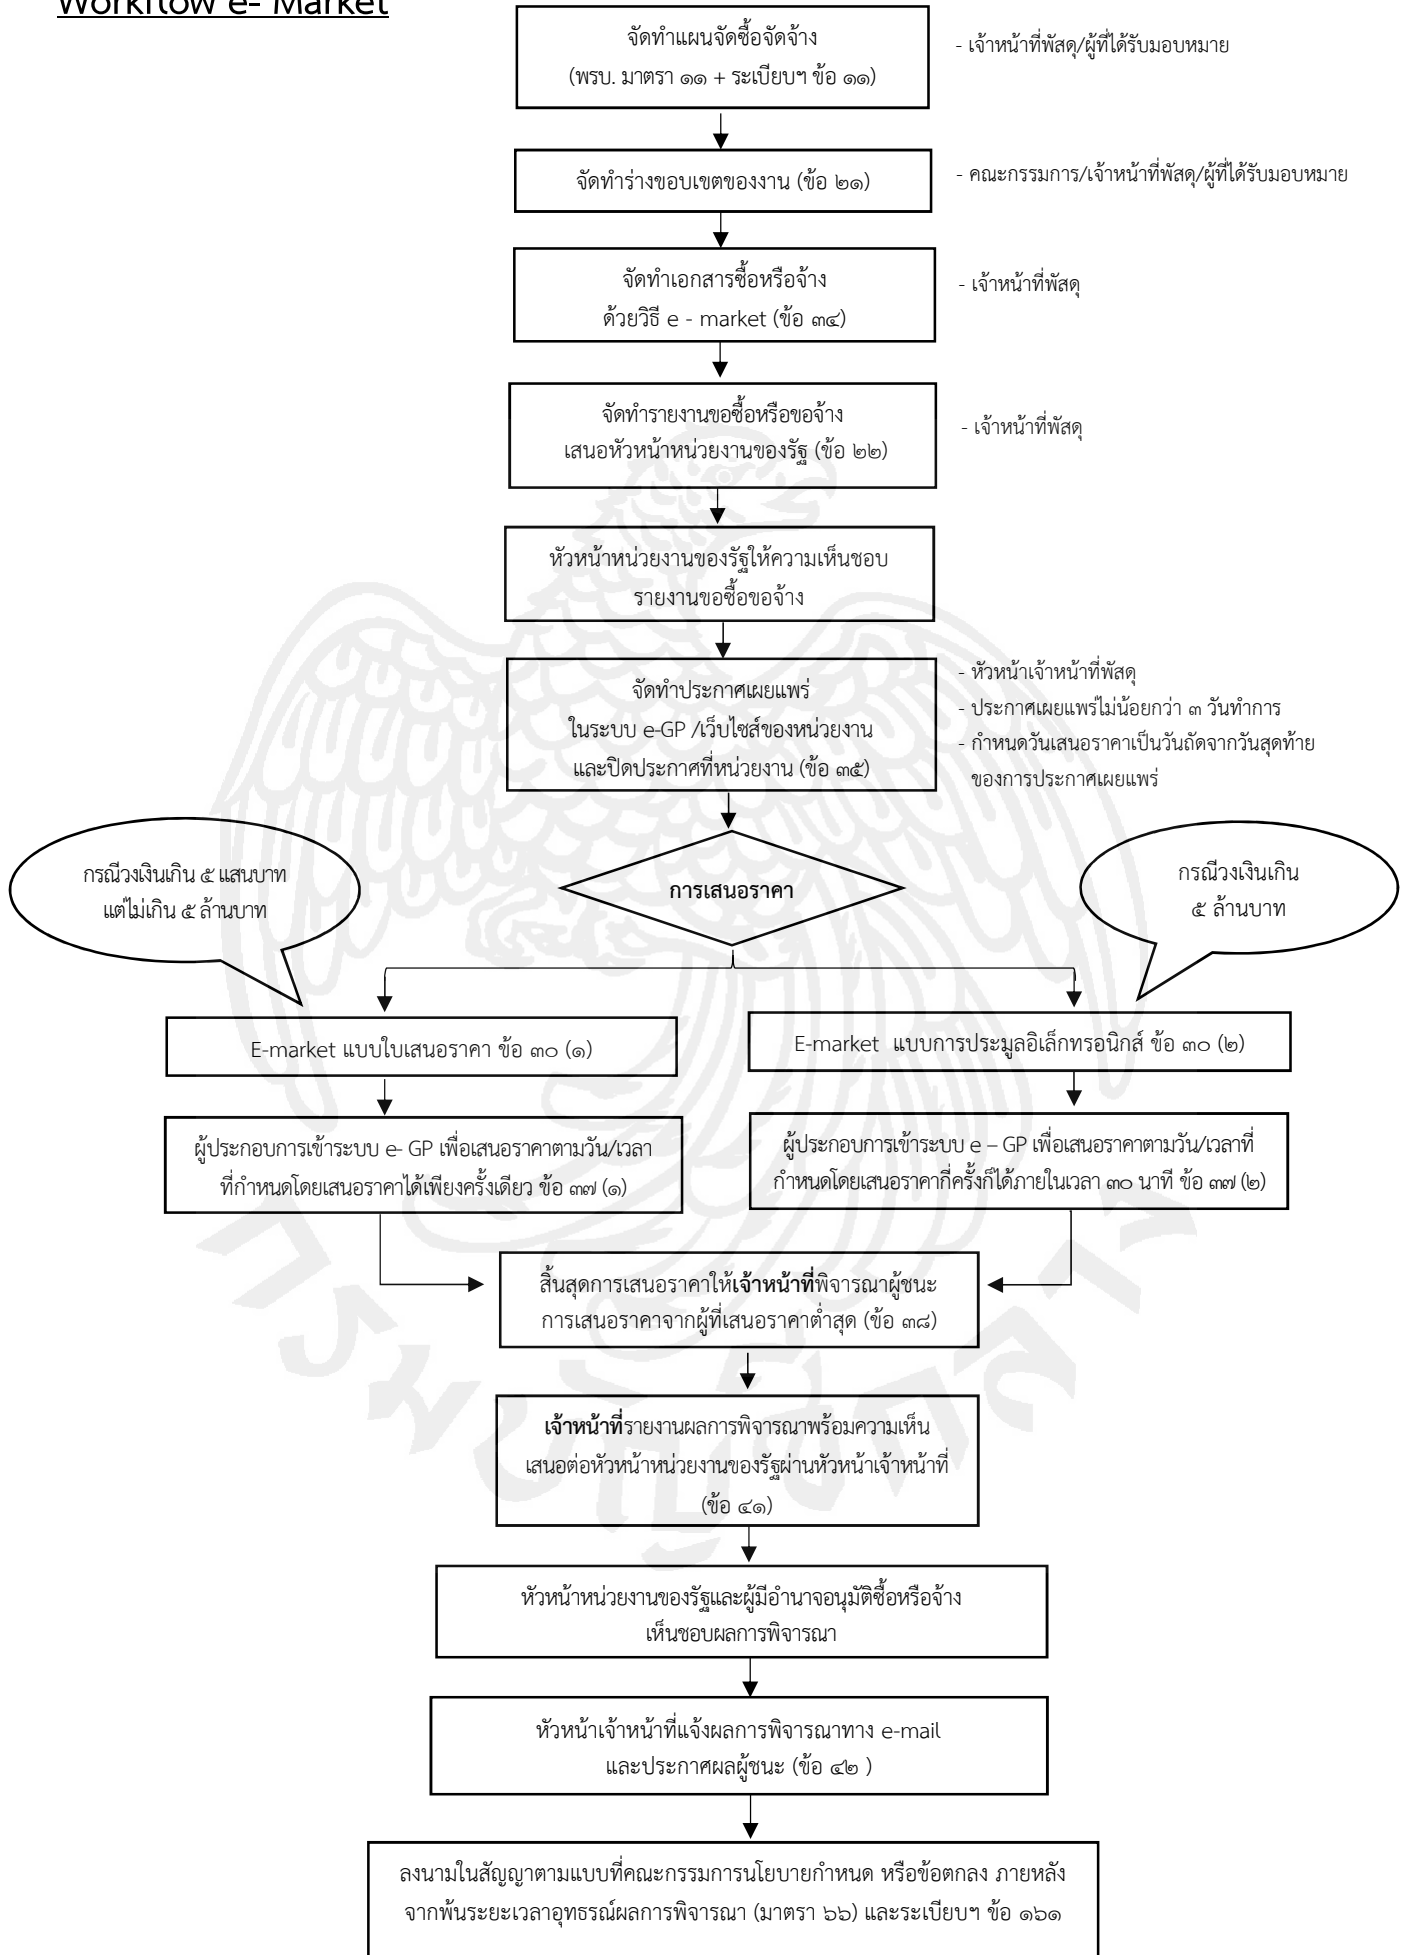 Workflow e- Market
จัดทำแผนจัดซื้อจัดจ้าง
(พรบ. มาตรา ๑๑ + ระเบียบฯ ข้อ ๑๑)
- เจ้าหน้าที่พัสดุ/ผู้ที่ได้รับมอบหมาย
จัดทำร่างขอบเขตของงาน (ข้อ ๒๑)
- คณะกรรมการ/เจ้าหน้าที่พัสดุ/ผู้ที่ได้รับมอบหมาย
จัดทำเอกสารซื้อหรือจ้าง
ด้วยวิธี e - market (ข้อ ๓๔)
- เจ้าหน้าที่พัสดุ
จัดทำรายงานขอซื้อหรือขอจ้าง
เสนอหัวหน้าหน่วยงานของรัฐ (ข้อ ๒๒)
- เจ้าหน้าที่พัสดุ
หัวหน้าหน่วยงานของรัฐให้ความเห็นชอบ
รายงานขอซื้อขอจ้าง
จัดทำประกาศเผยแพร่
ในระบบ e-GP /เว็บไซส์ของหน่วยงาน
และปิดประกาศที่หน่วยงาน (ข้อ ๓๕)
- หัวหน้าเจ้าหน้าที่พัสดุ
- ประกาศเผยแพร่ไม่น้อยกว่า ๓ วันทำการ
- กำหนดวันเสนอราคาเป็นวันถัดจากวันสุดท้าย
ของการประกาศเผยแพร่
กรณีวงเงินเกิน ๕ แสนบาท
แต่ไม่เกิน ๕ ล้านบาท
การเสนอราคา
กรณีวงเงินเกิน
๕ ล้านบาท
E-market แบบใบเสนอราคา ข้อ ๓๐ (๑)
E-market แบบการประมูลอิเล็กทรอนิกส์ ข้อ ๓๐ (๒)
ผู้ประกอบการเข้าระบบ e- GP เพื่อเสนอราคาตามวัน/เวลา
ที่กำหนดโดยเสนอราคาได้เพียงครั้งเดียว ข้อ ๓๗ (๑)
ผู้ประกอบการเข้าระบบ e – GP เพื่อเสนอราคาตามวัน/เวลาที่
กำหนดโดยเสนอราคากี่ครั้งก็ได้ภายในเวลา ๓๐ นาที ข้อ ๓๗ (๒)
สิ้นสุดการเสนอราคาให้เจ้าหน้าที่พิจารณาผู้ชนะ
การเสนอราคาจากผู้ที่เสนอราคาต่ำสุด (ข้อ ๓๘)
เจ้าหน้าที่รายงานผลการพิจารณาพร้อมความเห็น
เสนอต่อหัวหน้าหน่วยงานของรัฐผ่านหัวหน้าเจ้าหน้าที่
(ข้อ ๔๑)
หัวหน้าหน่วยงานของรัฐและผู้มีอำนาจอนุมัติซื้อหรือจ้าง
เห็นชอบผลการพิจารณา
หัวหน้าเจ้าหน้าที่แจ้งผลการพิจารณาทาง e-mail
และประกาศผลผู้ชนะ (ข้อ ๔๒ )
ลงนามในสัญญาตามแบบที่คณะกรรมการนโยบายกำหนด หรือข้อตกลง ภายหลัง
จากพ้นระยะเวลาอุทธรณ์ผลการพิจารณา (มาตรา ๖๖) และระเบียบฯ ข้อ ๑๖๑
กรมบัญชีกลาง